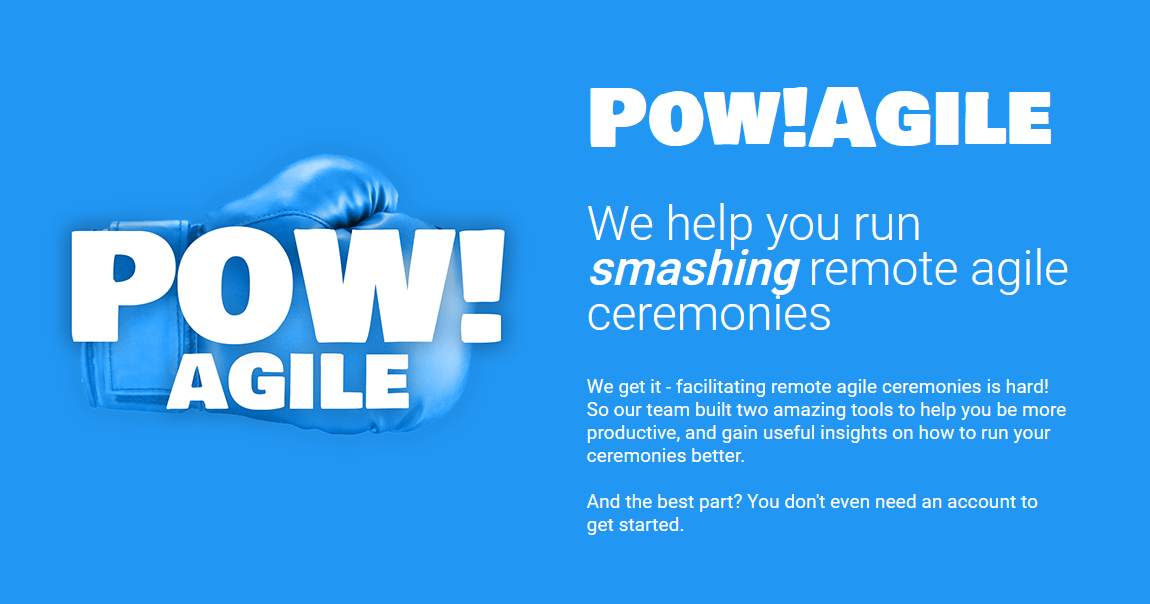 POW!
AGILE
POW!AGILE
We help you run
smashing remote agile
ceremonies
We get it - facilitating remote agile ceremonies is hard!
So our team built two amazing tools to help you be more
productive, and gain useful insights on how to run your
ceremonies better.
And the best part? You don't even need an account to
get started.